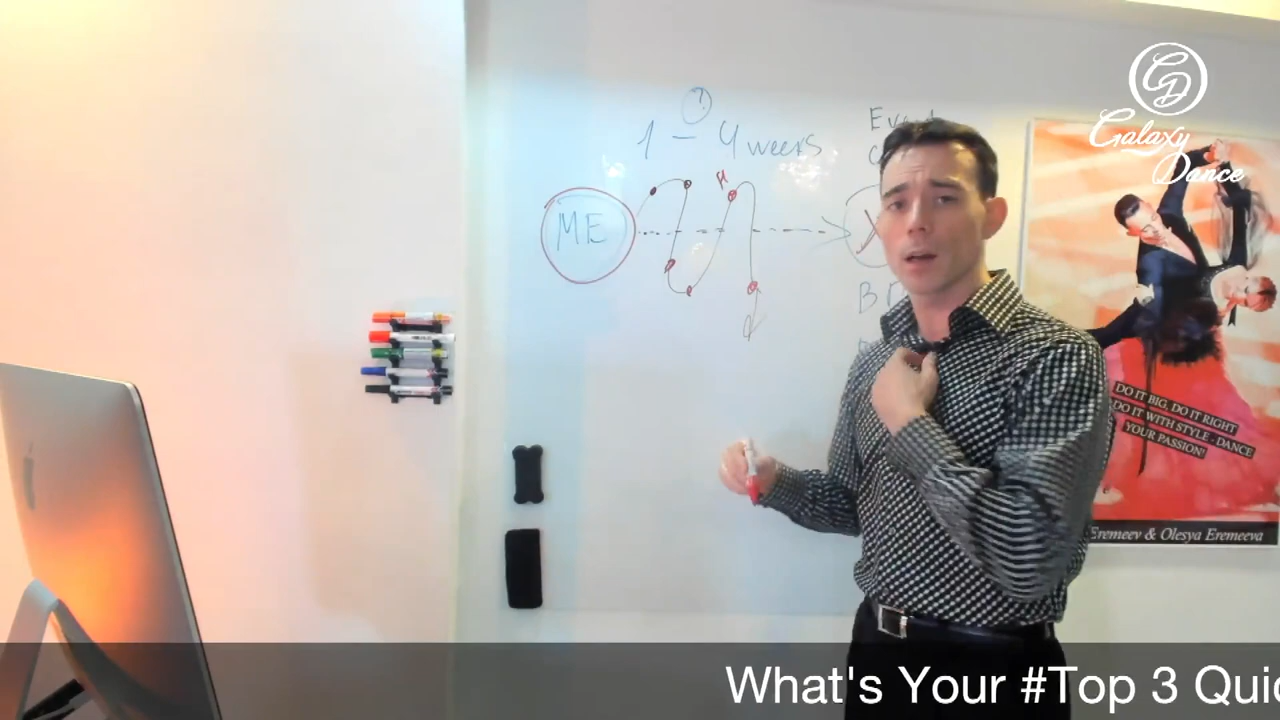 Galaxy
Dance
1 - 4 weeks
ME
DO IT BIG, DO IT RIGHT
DO IT WITH STYLE - DANCE
YOUR PASSION!
Eremeev & Olesya Eremeeva
What's Your #Top 3